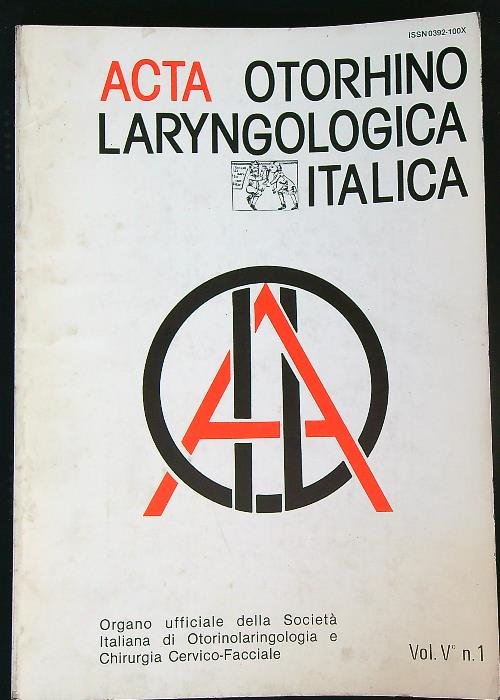 ISSN 0392-100X
ACTA OTORHINO
LARYNGOLOGICA
ITALICA
Organo ufficiale della Società
Italiana di Otorinolaringologia e
Chirurgia Cervico-Facciale
Vol. V° n.1